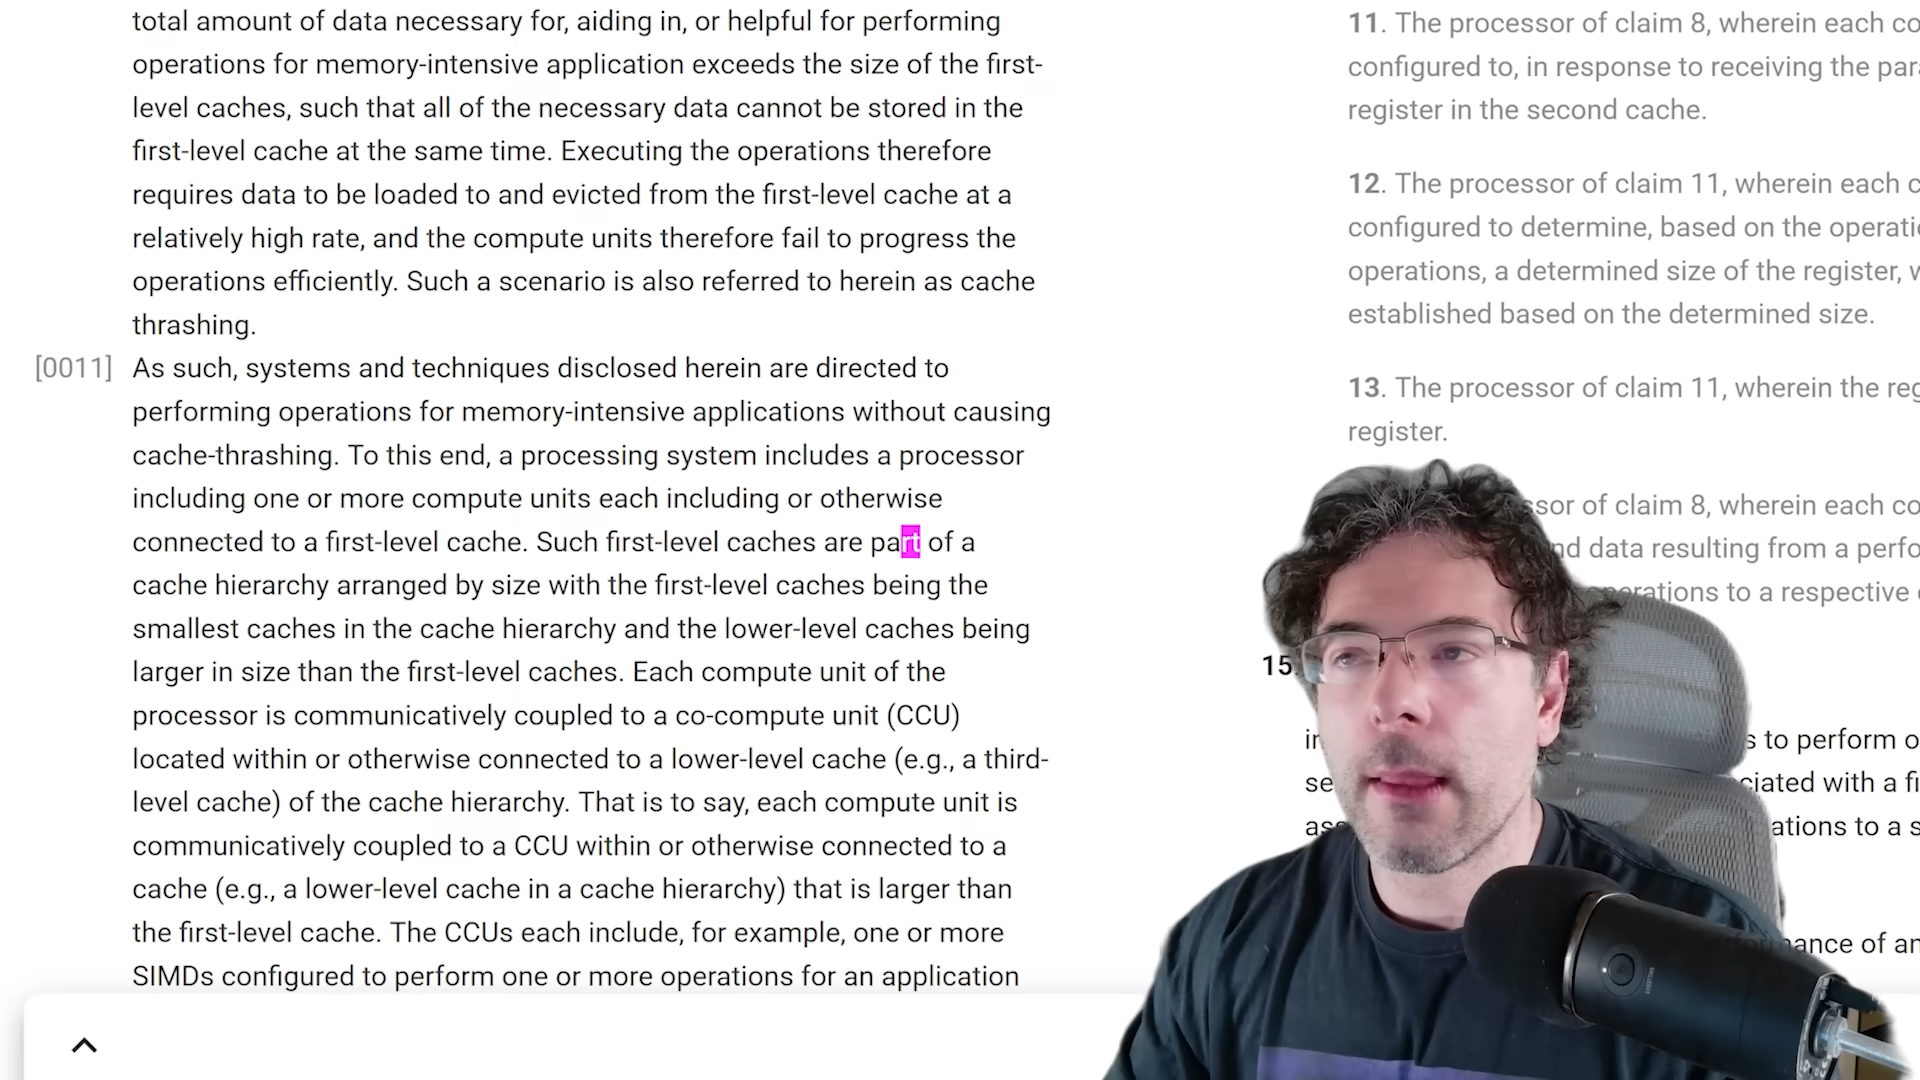 total amount of data necessary for, aiding in, or helpful for performing
operations for memory-intensive application exceeds the size of the first-
level caches, such that all of the necessary data cannot be stored in the
first-level cache at the same time. Executing the operations therefore
requires data to be loaded to and evicted from the first-level cache at a
relatively high rate, and the compute units therefore fail to progress the
operations efficiently. Such a scenario is also referred to herein as cache
thrashing.
[0011] As such, systems and techniques disclosed herein are directed to
performing operations for memory-intensive applications without causing
cache-thrashing. To this end, a processing system includes a processor
including one or more compute units each including or otherwise
connected to a first-level cache. Such first-level caches are part of a
cache hierarchy arranged by size with the first-level caches being the
smallest caches in the cache hierarchy and the lower-level caches being
larger in size than the first-level caches. Each compute unit of the
processor is communicatively coupled to a co-compute unit (CCU)
located within or otherwise connected to a lower-level cache (e.g., a third-
level cache) of the cache hierarchy. That is to say, each compute unit is
communicatively coupled to a CCU within or otherwise connected to a
cache (e.g., a lower-level cache in a cache hierarchy) that is larger than
the first-level cache. The CCUs each include, for example, one or more
SIMDs configured to perform one or more operations for an application
11. The processor of claim 8, wherein each co
configured to, in response to receiving the par
register in the second cache.
12. The processor of claim 11, wherein each c
configured to determine, based on the operati
operations, a determined size of the register, w
established based on the determined size.
13. The processor of claim 11, wherein the reg
register.
ssor of claim 8, wherein each co
nd data resulting from a perfo
erations to a respective
15.
s to perform o
se ciated with a fi
ass ations to a s
ance of an